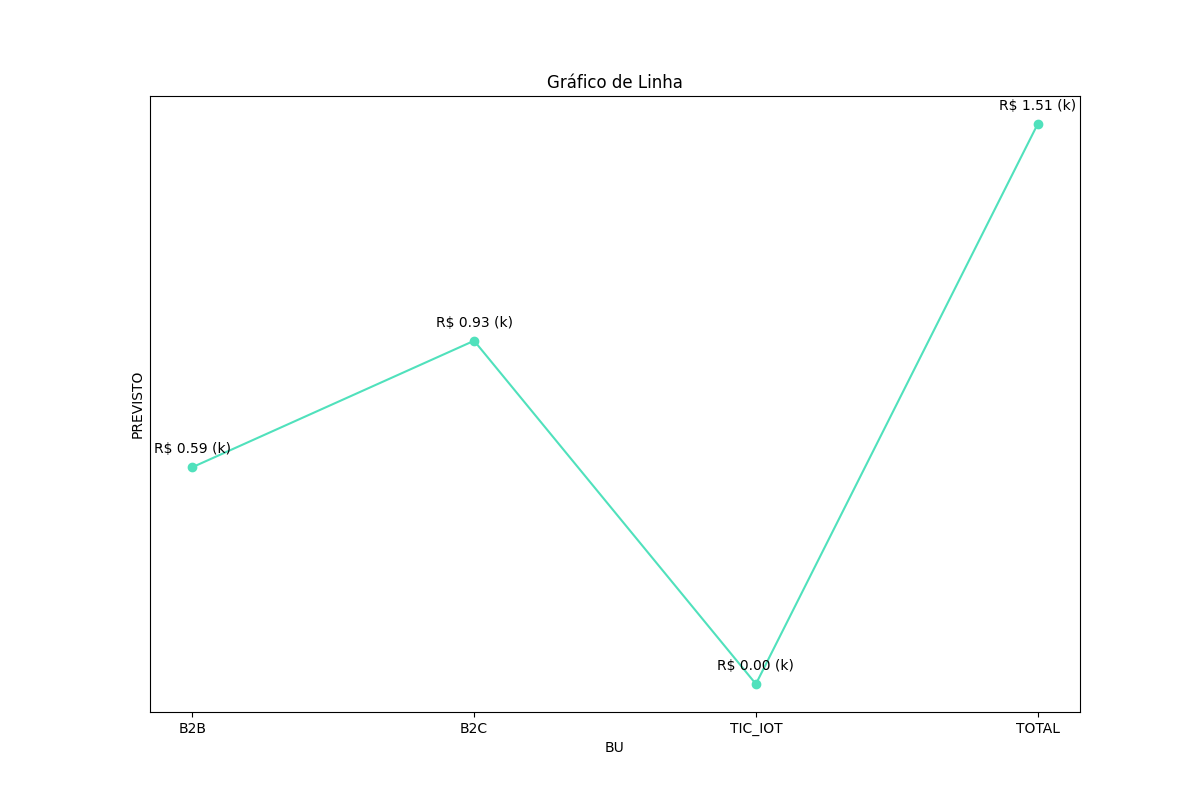 Gráfico de Linha
R$ 1.51 (k)
R$ 0.93 (k)
PREVISTO
R$ 0.59 (k)
R$ 0.00 (k)
B2B B2C TIC_IOT TOTAL
BU